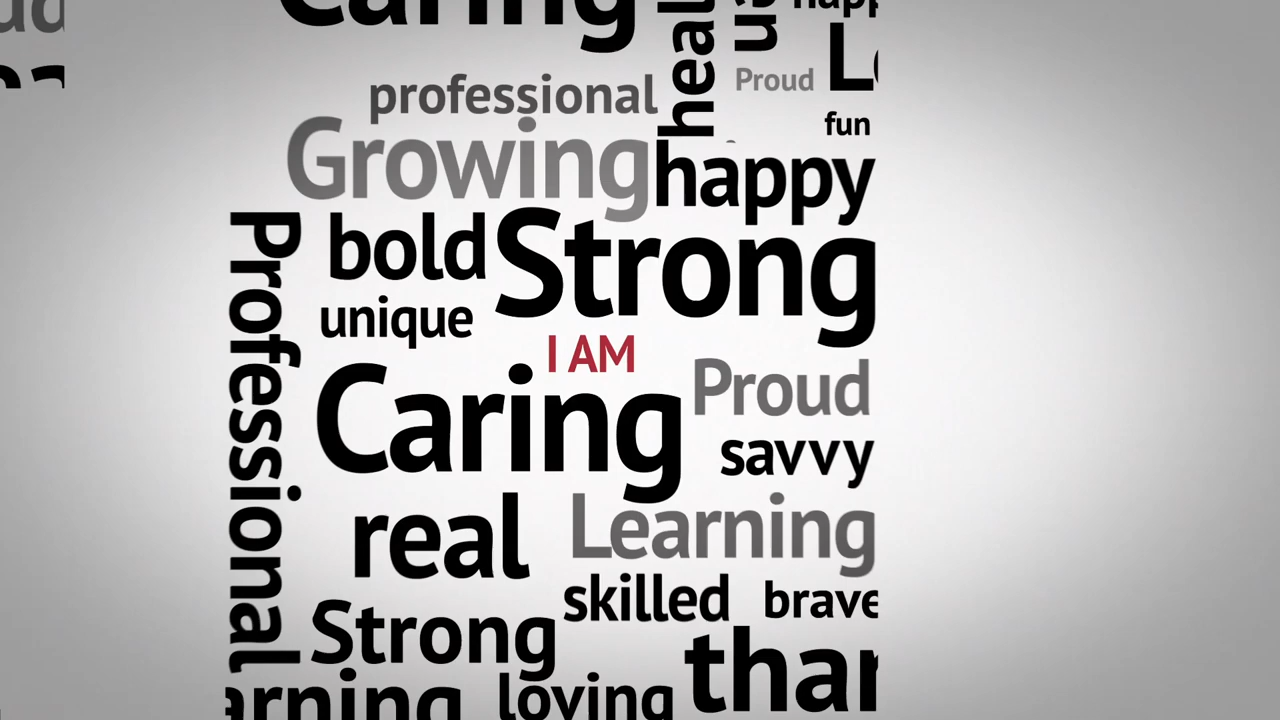 Caring
professional
Proud
fun
Growing
happy
Professional
bold
Strong
unique
I AM
Caring
Proud
savvy
real
Learning
skilled
brave
Strong
loving